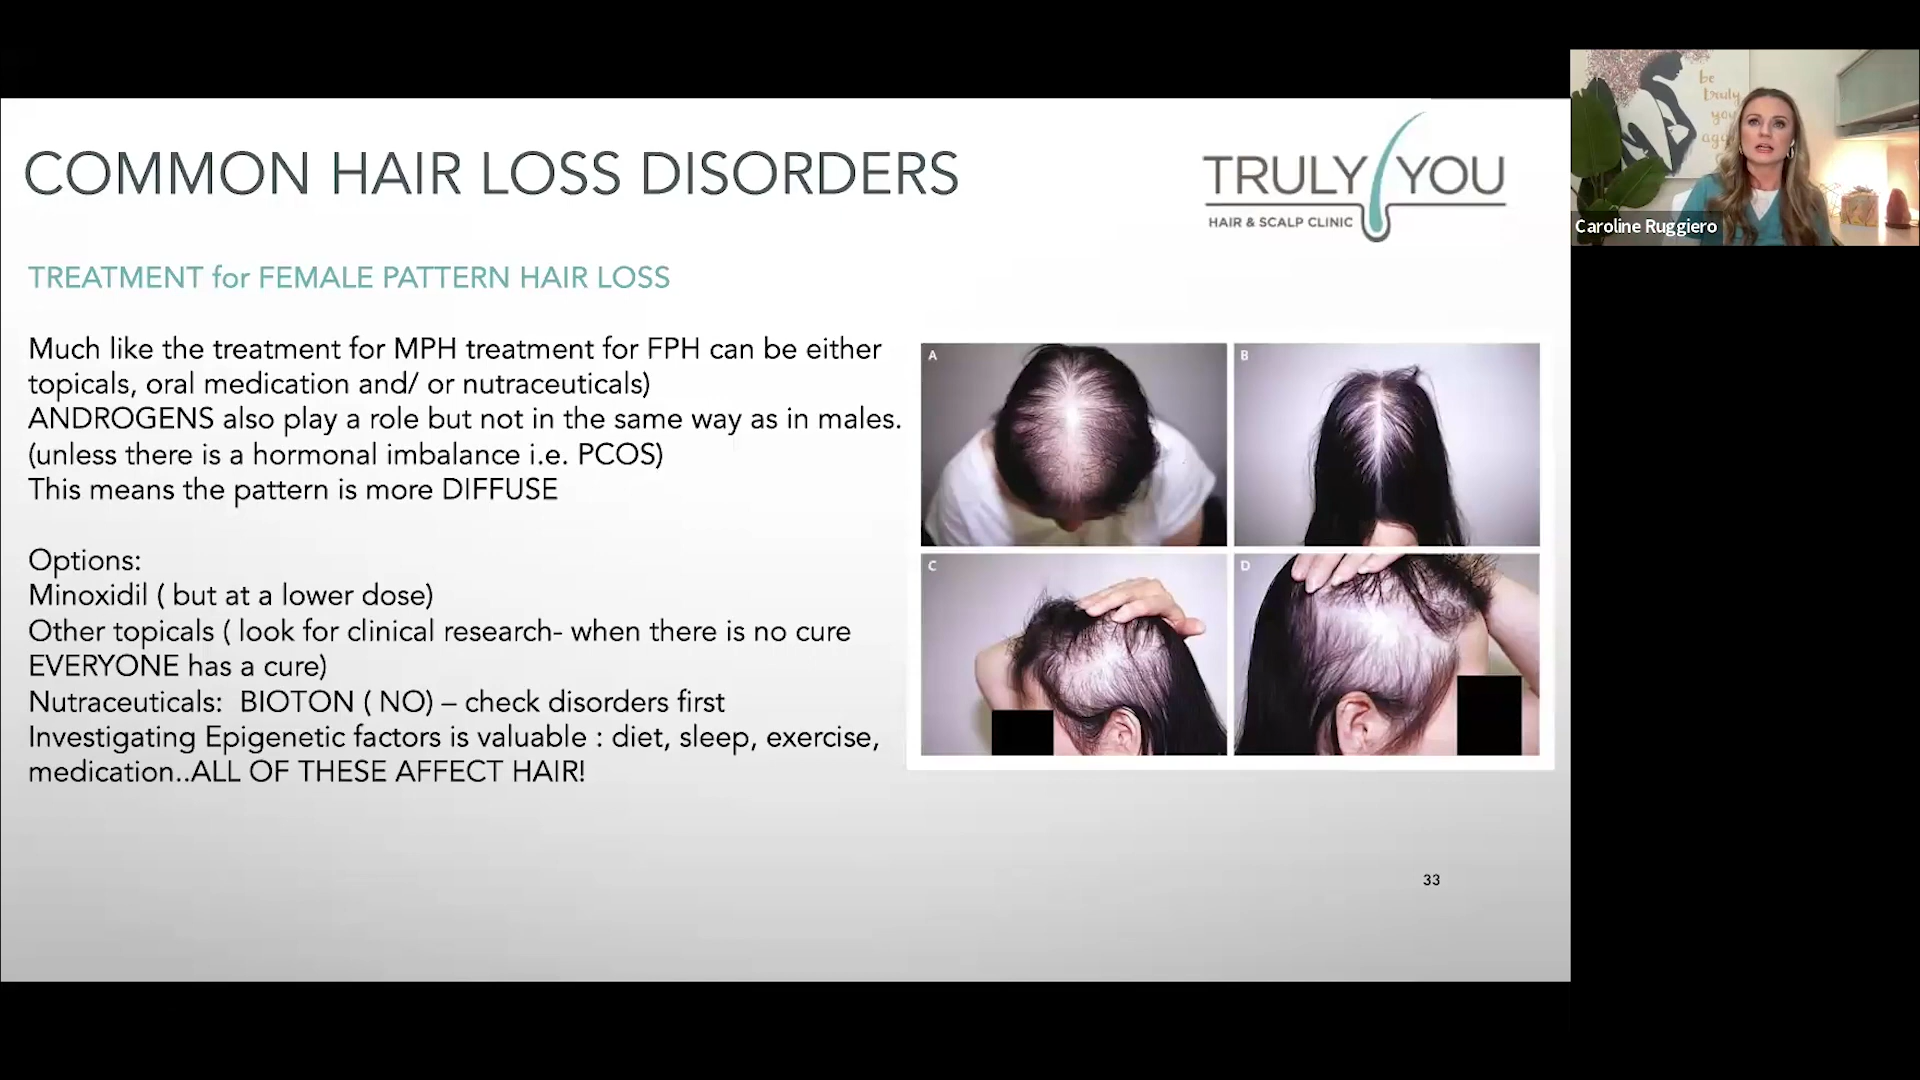 COMMON HAIR LOSS DISORDERS
TRULY YOU
HAIR & SCALP CLINIC
TREATMENT for FEMALE PATTERN HAIR LOSS
Much like the treatment for MPH treatment for FPH can be either
topicals, oral medication and/ or nutraceuticals)
ANDROGENS also play a role but not in the same way as in males.
(unless there is a hormonal imbalance i.e. PCOS)
This means the pattern is more DIFFUSE
Options:
Minoxidil ( but at a lower dose)
Other topicals ( look for clinical research- when there is no cure
EVERYONE has a cure)
Nutraceuticals: BIOTON ( NO) – check disorders first
Investigating Epigenetic factors is valuable : diet, sleep, exercise,
medication..ALL OF THESE AFFECT HAIR!
A
B
C
D
33
be
truly
you
Caroline Ruggiero